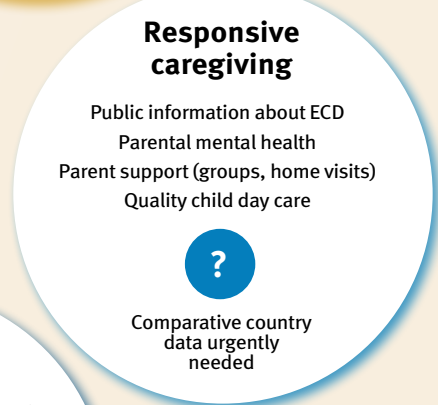 Responsive
caregiving
Public information about ECD
Parental mental health
Parent support (groups, home visits)
Quality child day care
?
Comparative country
data urgently
needed